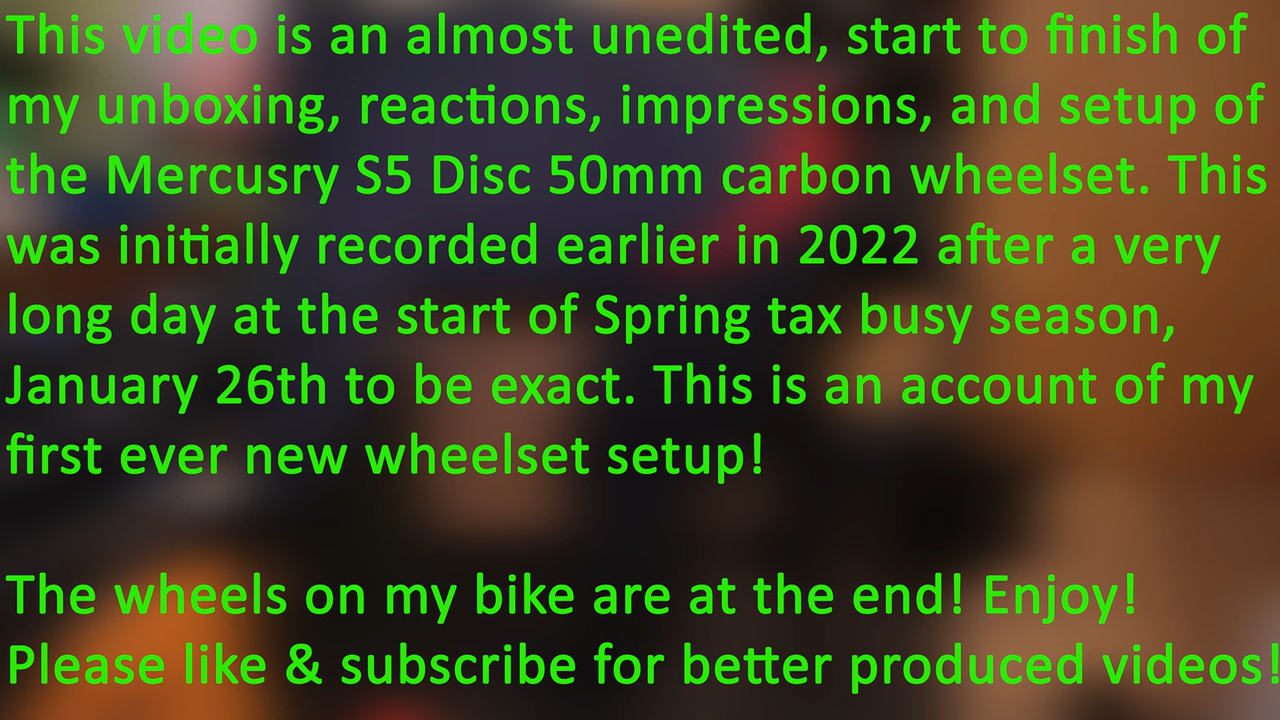 This video is an almost unedited, start to finish of
my unboxing, reactions, impressions, and setup of
the Mercusry S5 Disc 50mm carbon wheelset. This
was initially recorded earlier in 2022 after a very
long day at the start of Spring tax busy season,
January 26th to be exact. This is an account of my
first ever new wheelset setup!
The wheels on my bike are at the end! Enjoy!
Please like & subscribe for better produced videos!